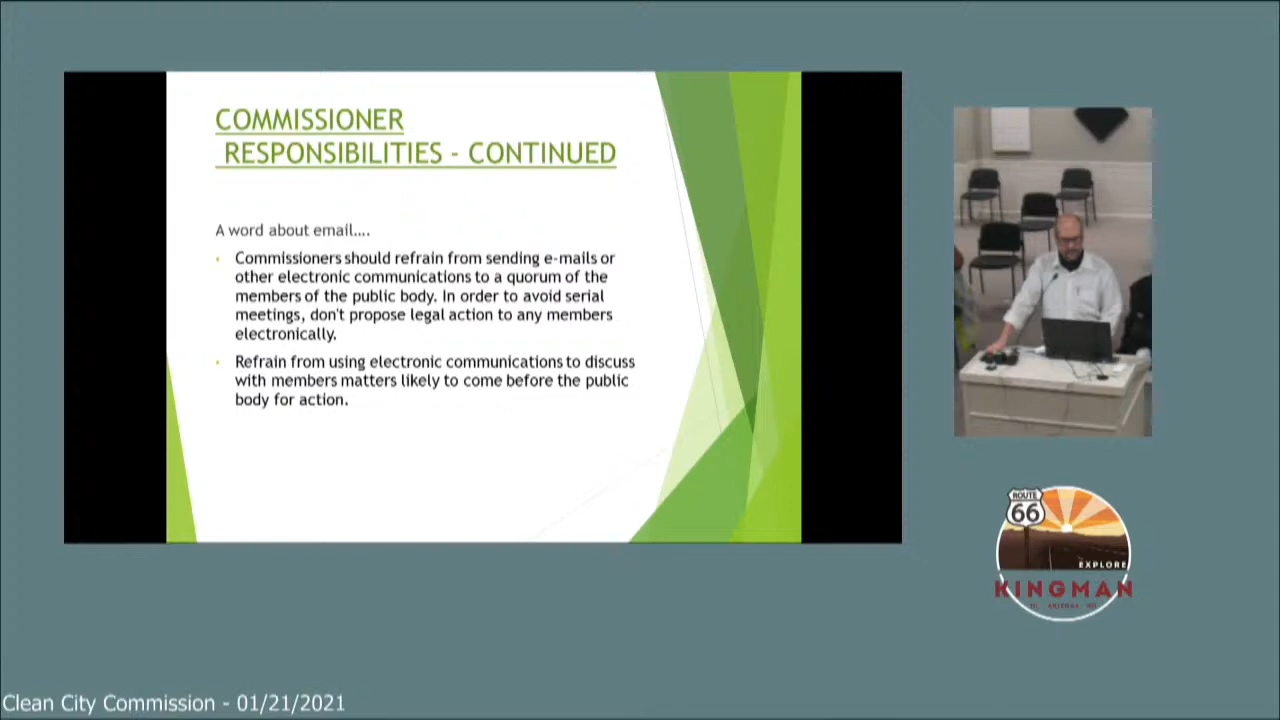 COMMISSIONER
RESPONSIBILITIES - CONTINUED
A word about email....
Commissioners should refrain from sending e-mails or
other electronic communications to a quorum of the
members of the public body. In order to avoid serial
meetings, don't propose legal action to any members
electronically.
Refrain from using electronic communications to discuss
with members matters likely to come before the public
body for action.
ROUTE
66
EXPLORE
KINGMAN
Clean City Commission - 01/21/2021